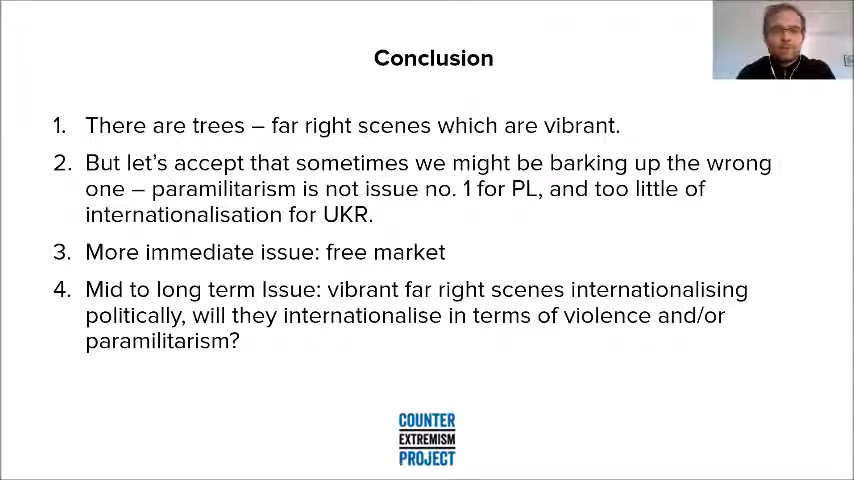 Conclusion
1. There are trees – far right scenes which are vibrant.
2. But let’s accept that sometimes we might be barking up the wrong
one – paramilitarism is not issue no. 1 for PL, and too little of
internationalisation for UKR.
3. More immediate issue: free market
4. Mid to long term Issue: vibrant far right scenes internationalising
politically, will they internationalise in terms of violence and/or
paramilitarism?
COUNTER
EXTREMISM
PROJECT